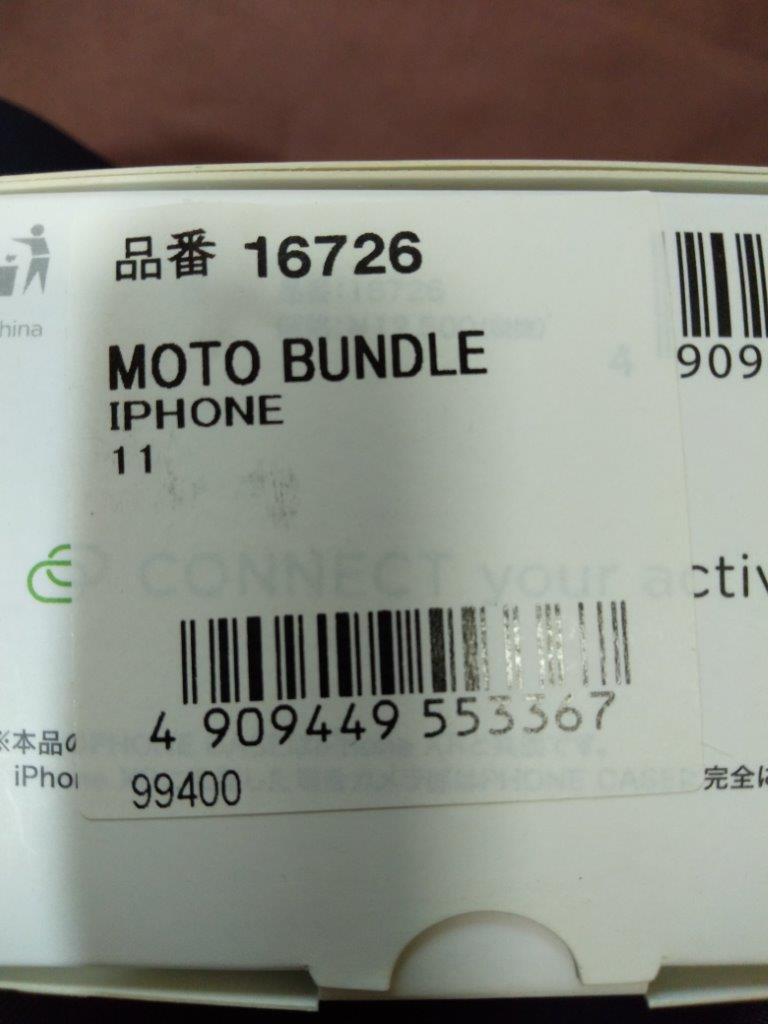 品番 16726
MOTO BUNDLE
IPHONE
11
4 909449 553367
99400
hina
909
CONNECT your activ
※本品の
iPhon
完全に